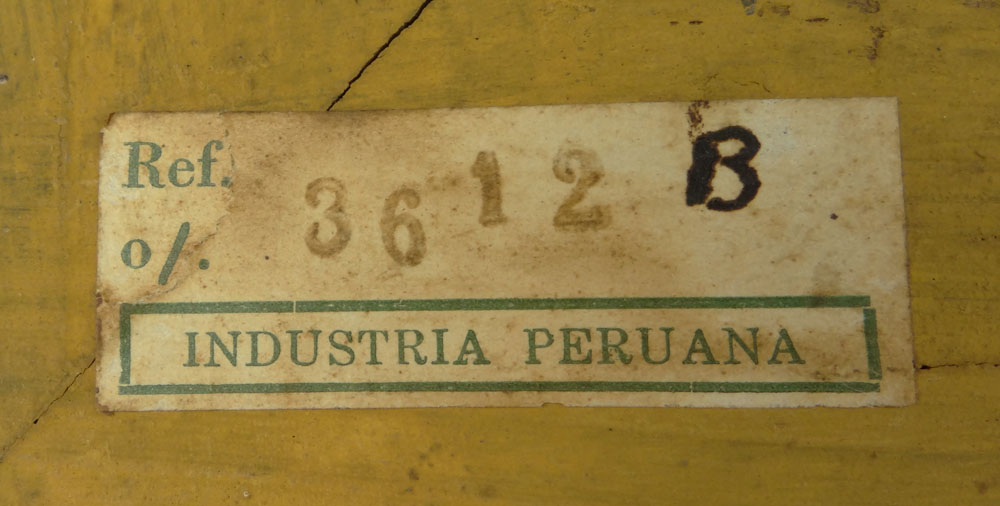 Ref. 3612 B
o/.
INDUSTRIA PERUANA